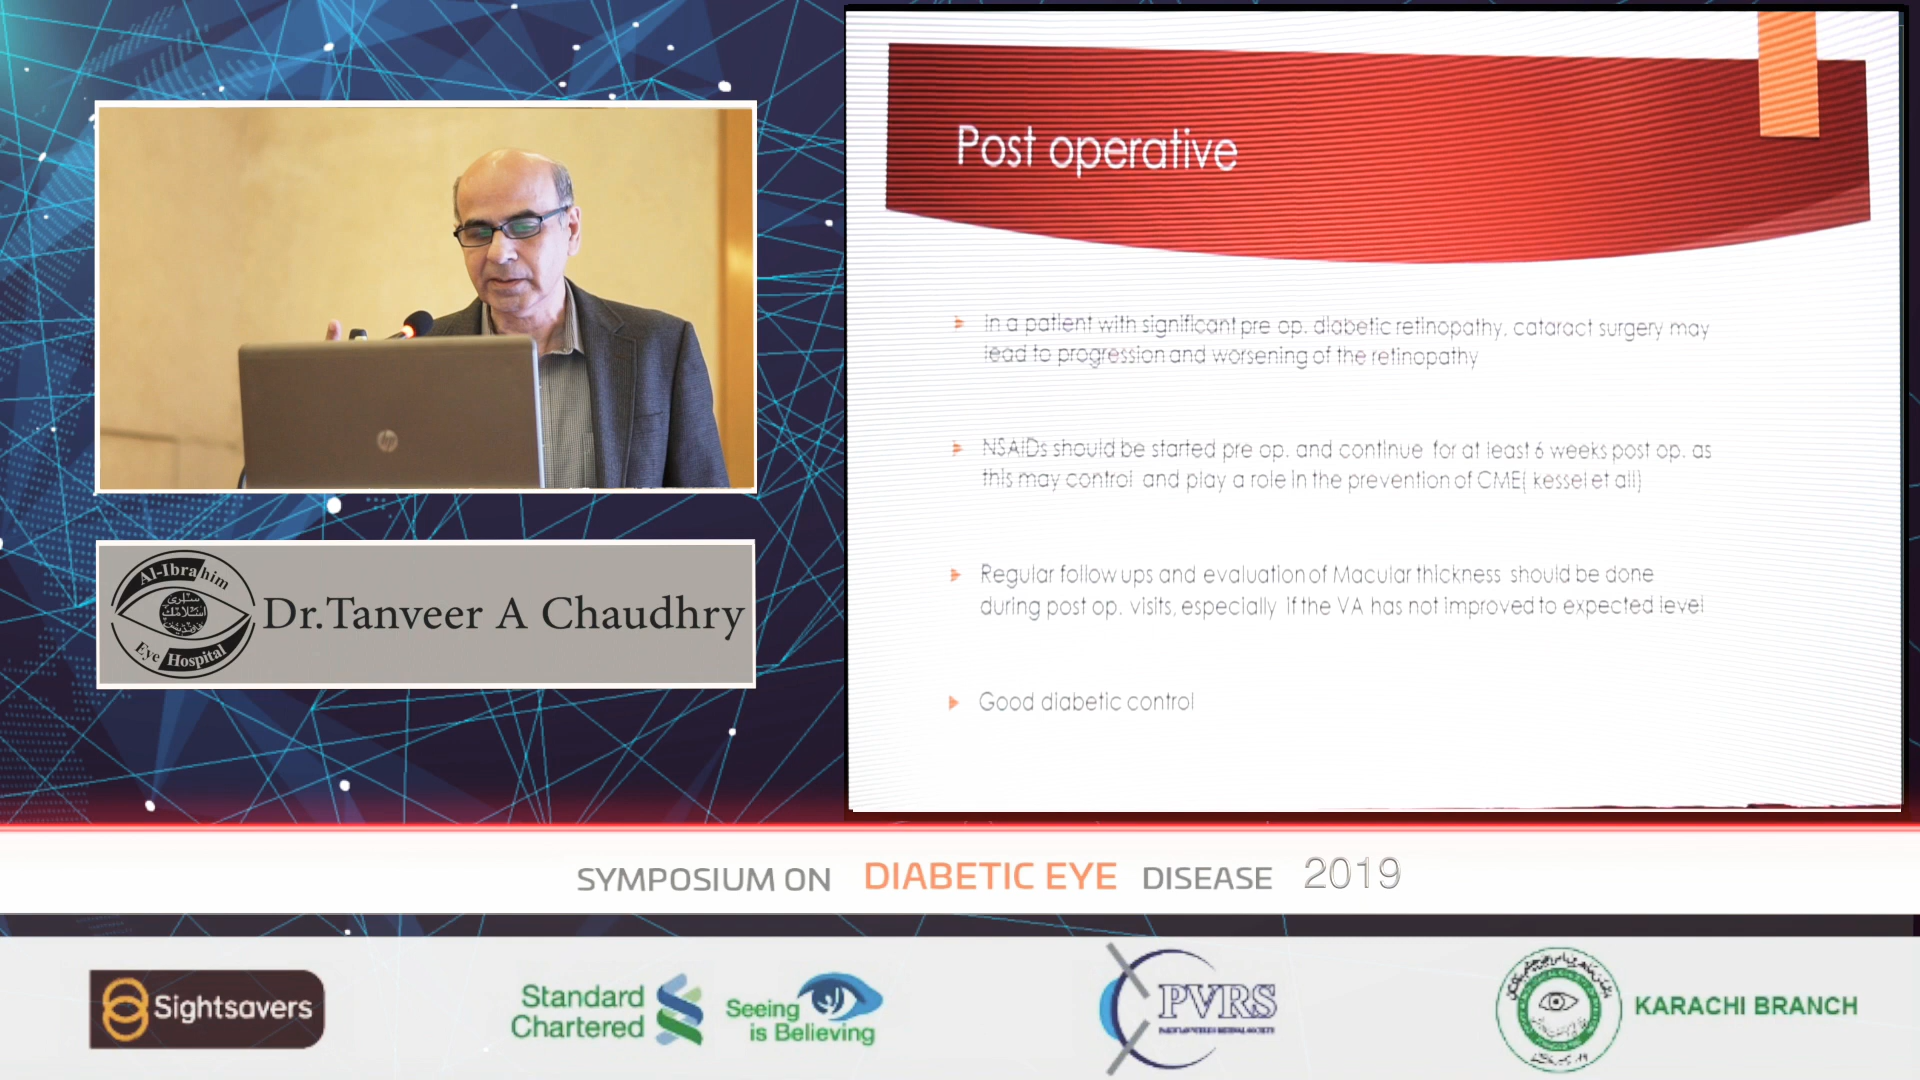 Post operative
In a patient with significant pre op. diabetic retinopathy, cataract surgery may
lead to progression and worsening of the retinopathy
NSAIDs should be started pre op. and continue for at least 6 weeks post op. as
this may control and play a role in the prevention of CME( kessel et all)
Regular follow ups and evaluation of Macular thickness should be done
during post op. visits, especially if the VA has not improved to expected level
Good diabetic control
Al-Ibrahim
Eye Hospital
Dr.Tanveer A Chaudhry
SYMPOSIUM ON DIABETIC EYE DISEASE 2019
Sightsavers
Standard
Chartered
Seeing
is Believing
PVRS
KARACHI BRANCH